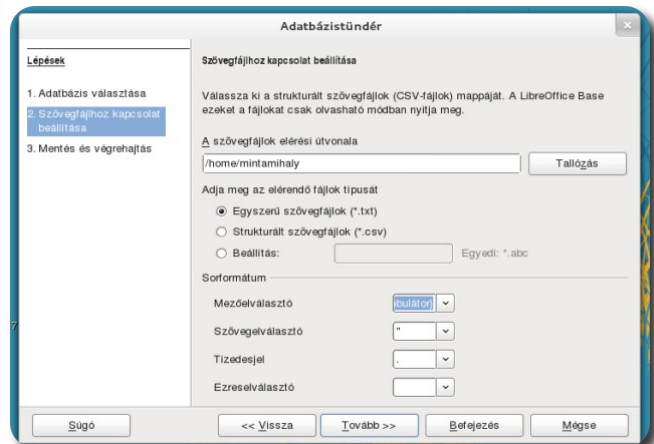 Adatbázistündér
Lépések
1. Adatbázis választása
2. Szövegfájlhoz kapcsolat
beállítása
3. Mentés és végrehajtás
Szövegfájlhoz kapcsolat beállítása
Válassza ki a strukturált szövegfájlok (CSV-fájlok) mappáját. A LibreOffice Base
ezeket a fájlokat csak olvasható módban nyitja meg.
A szövegfájlok elérési útvonala
/home/mintamihaly
Tallózás
Adja meg az elérendő fájlok típusát
Egyszerű szövegfájlok (*.txt)
Strukturált szövegfájlok (*.csv)
Beállítás:
Egyedi: *.abc
Sorformátum
Mezőelválasztó
ibulátor}
Szövegelválasztó
"
Tizedesjel
.
Ezreselválasztó
Súgó
<< Vissza
Tovább >>
Befejezés
Mégse
7